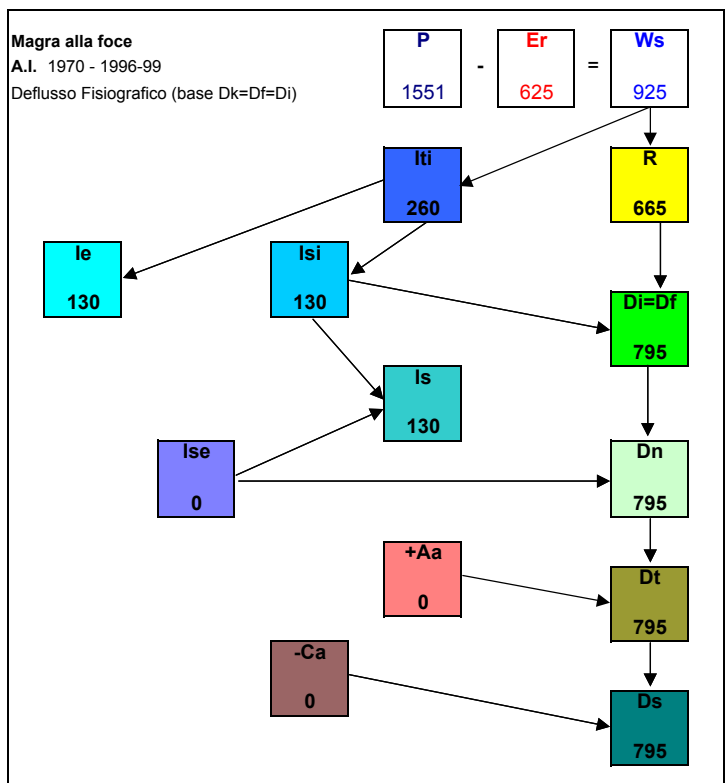 Magra alla foce
A.I. 1970 - 1996-99
Deflusso Fisiografico (base Dk=Df=Di)
P - Er = Ws
1551 625 925
Iti R
260 665
Ie Isi
130 130
Di=Df
795
Is
130
Ise Dn
0 795
+Aa Dt
0 795
-Ca Ds
0 795